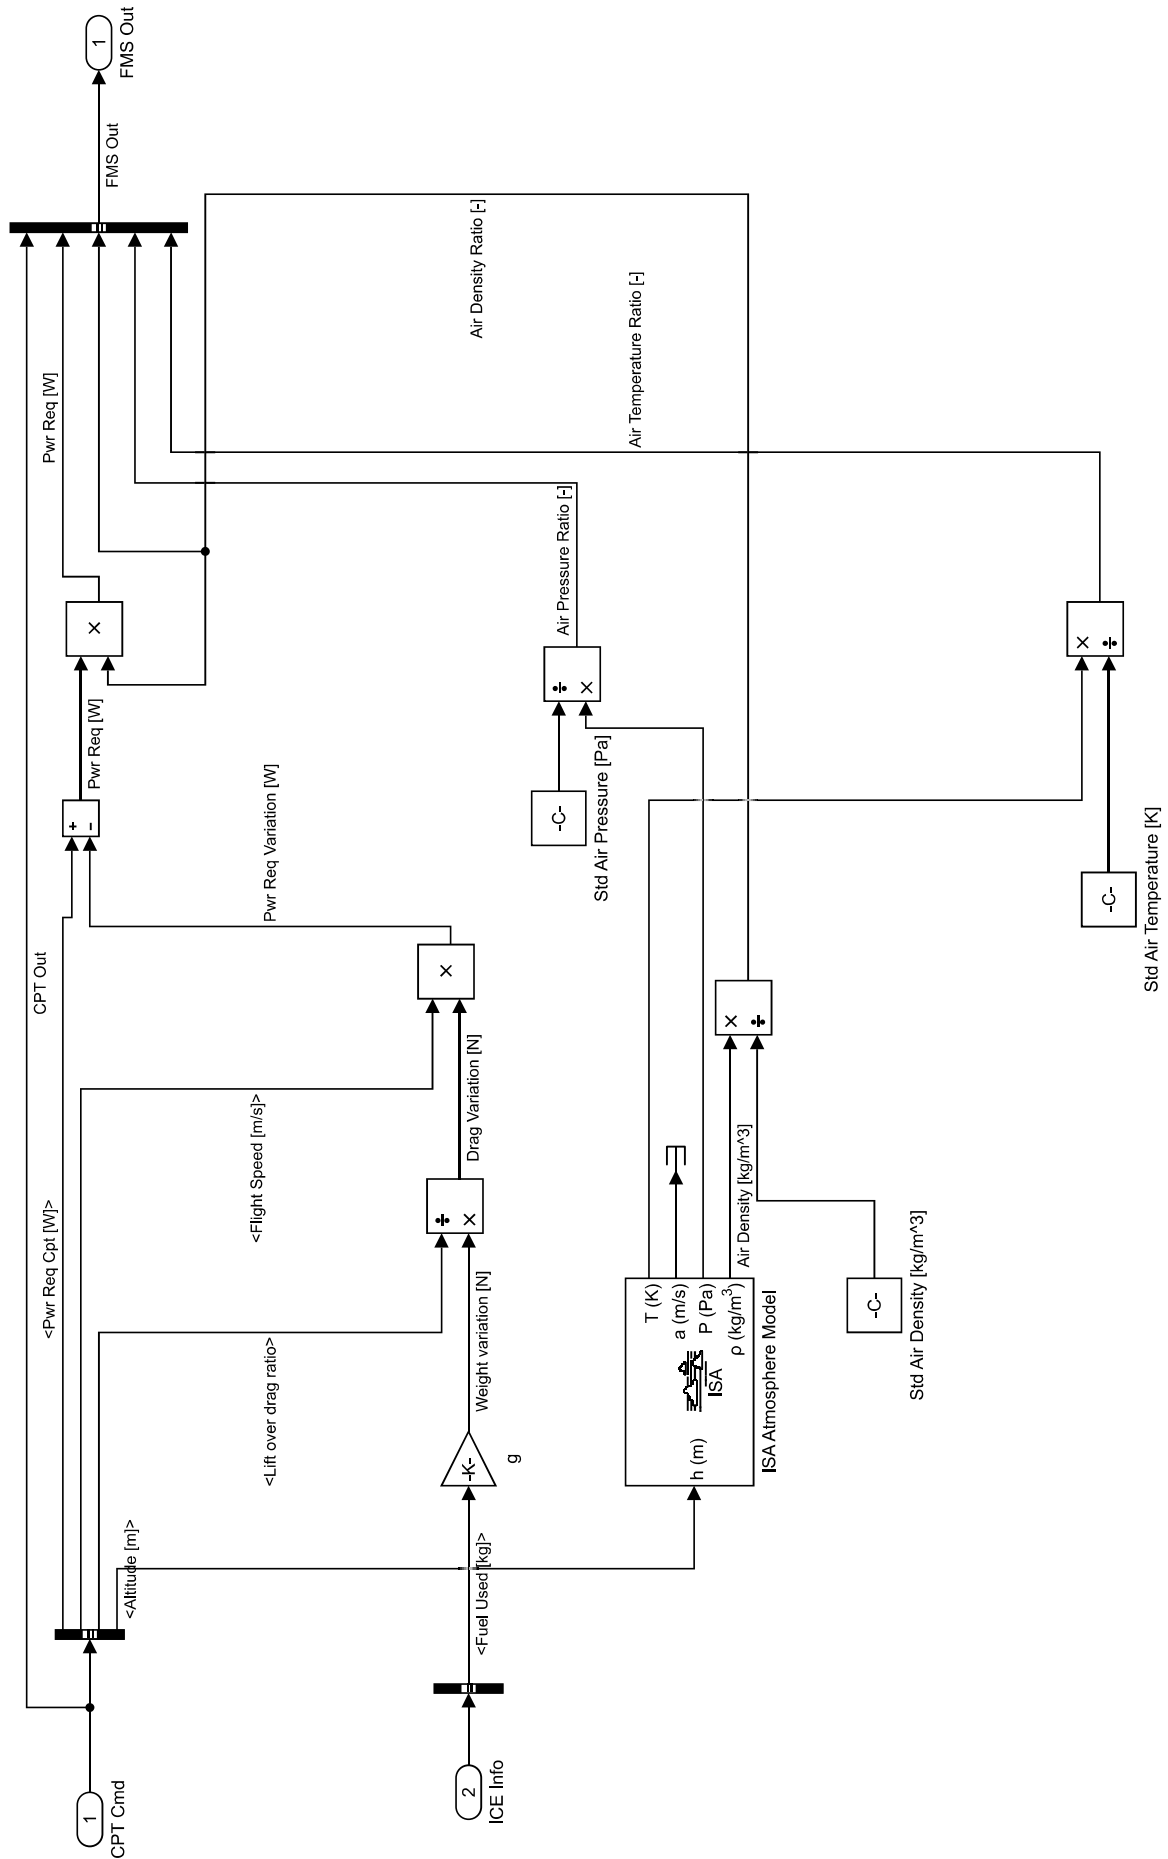 1
CPT Cmd
CPT Out
<Pwr Req Cpt [W]>
<Flight Speed [m/s]>
<Lift over drag ratio>
<Altitude [m]>
2
ICE Info
<Fuel Used [kg]>
-K-
g
Weight variation [N]
÷
×
Drag Variation [N]
×
Pwr Req Variation [W]
+
-
Pwr Req [W]
×
Pwr Req [W]
h (m)
ISA
T (K)
a (m/s)
P (Pa)
ρ (kg/m³)
ISA Atmosphere Model
Air Density [kg/m^3]
-C-
Std Air Density [kg/m^3]
×
÷
Air Density Ratio [-]
-C-
Std Air Pressure [Pa]
÷
×
Air Pressure Ratio [-]
-C-
Std Air Temperature [K]
×
÷
Air Temperature Ratio [-]
FMS Out
1
FMS Out